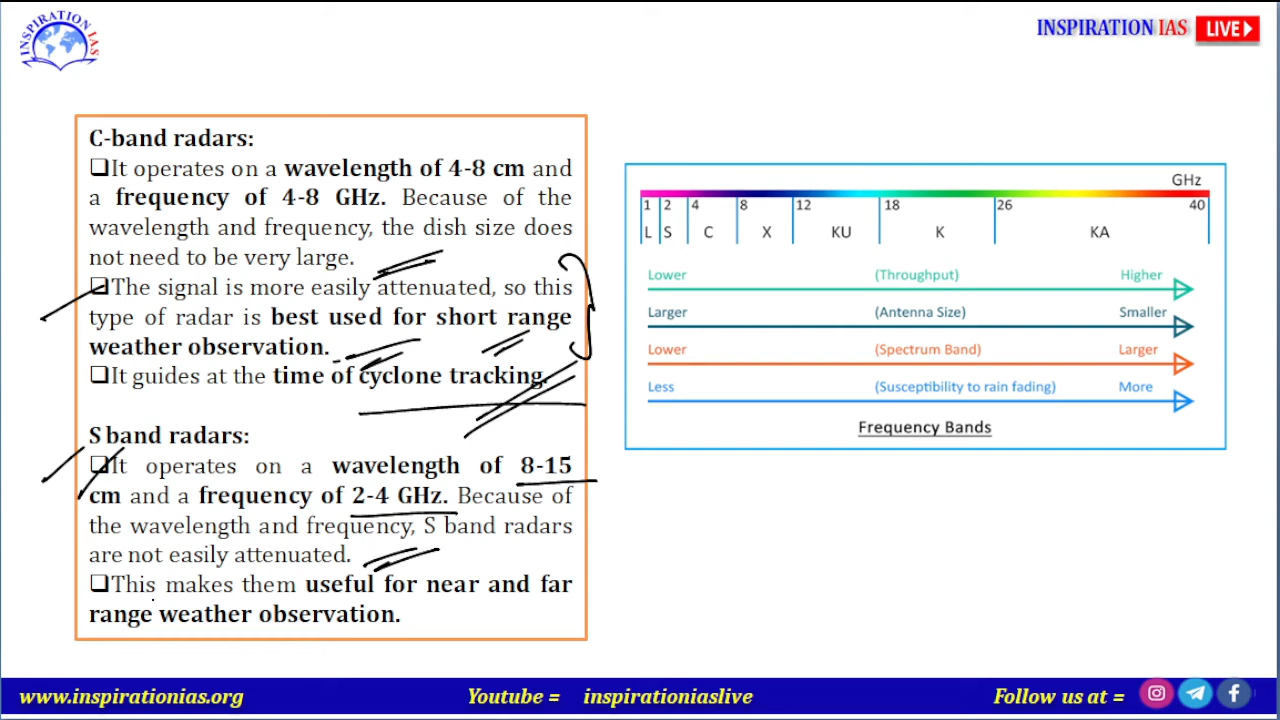 INSPIRATION IAS
INSPIRATION IAS LIVE
C-band radars:
❑It operates on a wavelength of 4-8 cm and
a frequency of 4-8 GHz. Because of the
wavelength and frequency, the dish size does
not need to be very large.
❑The signal is more easily attenuated, so this
type of radar is best used for short range
weather observation.
❑It guides at the time of cyclone tracking.
S band radars:
❑It operates on a wavelength of 8-15
cm and a frequency of 2-4 GHz. Because of
the wavelength and frequency, S band radars
are not easily attenuated.
❑This makes them useful for near and far
range weather observation.
GHz
1 2 4 8 12 18 26 40
L S C X KU K KA
Lower (Throughput) Higher
Larger (Antenna Size) Smaller
Lower (Spectrum Band) Larger
Less (Susceptibility to rain fading) More
Frequency Bands
www.inspirationias.org Youtube = inspirationiaslive Follow us at =